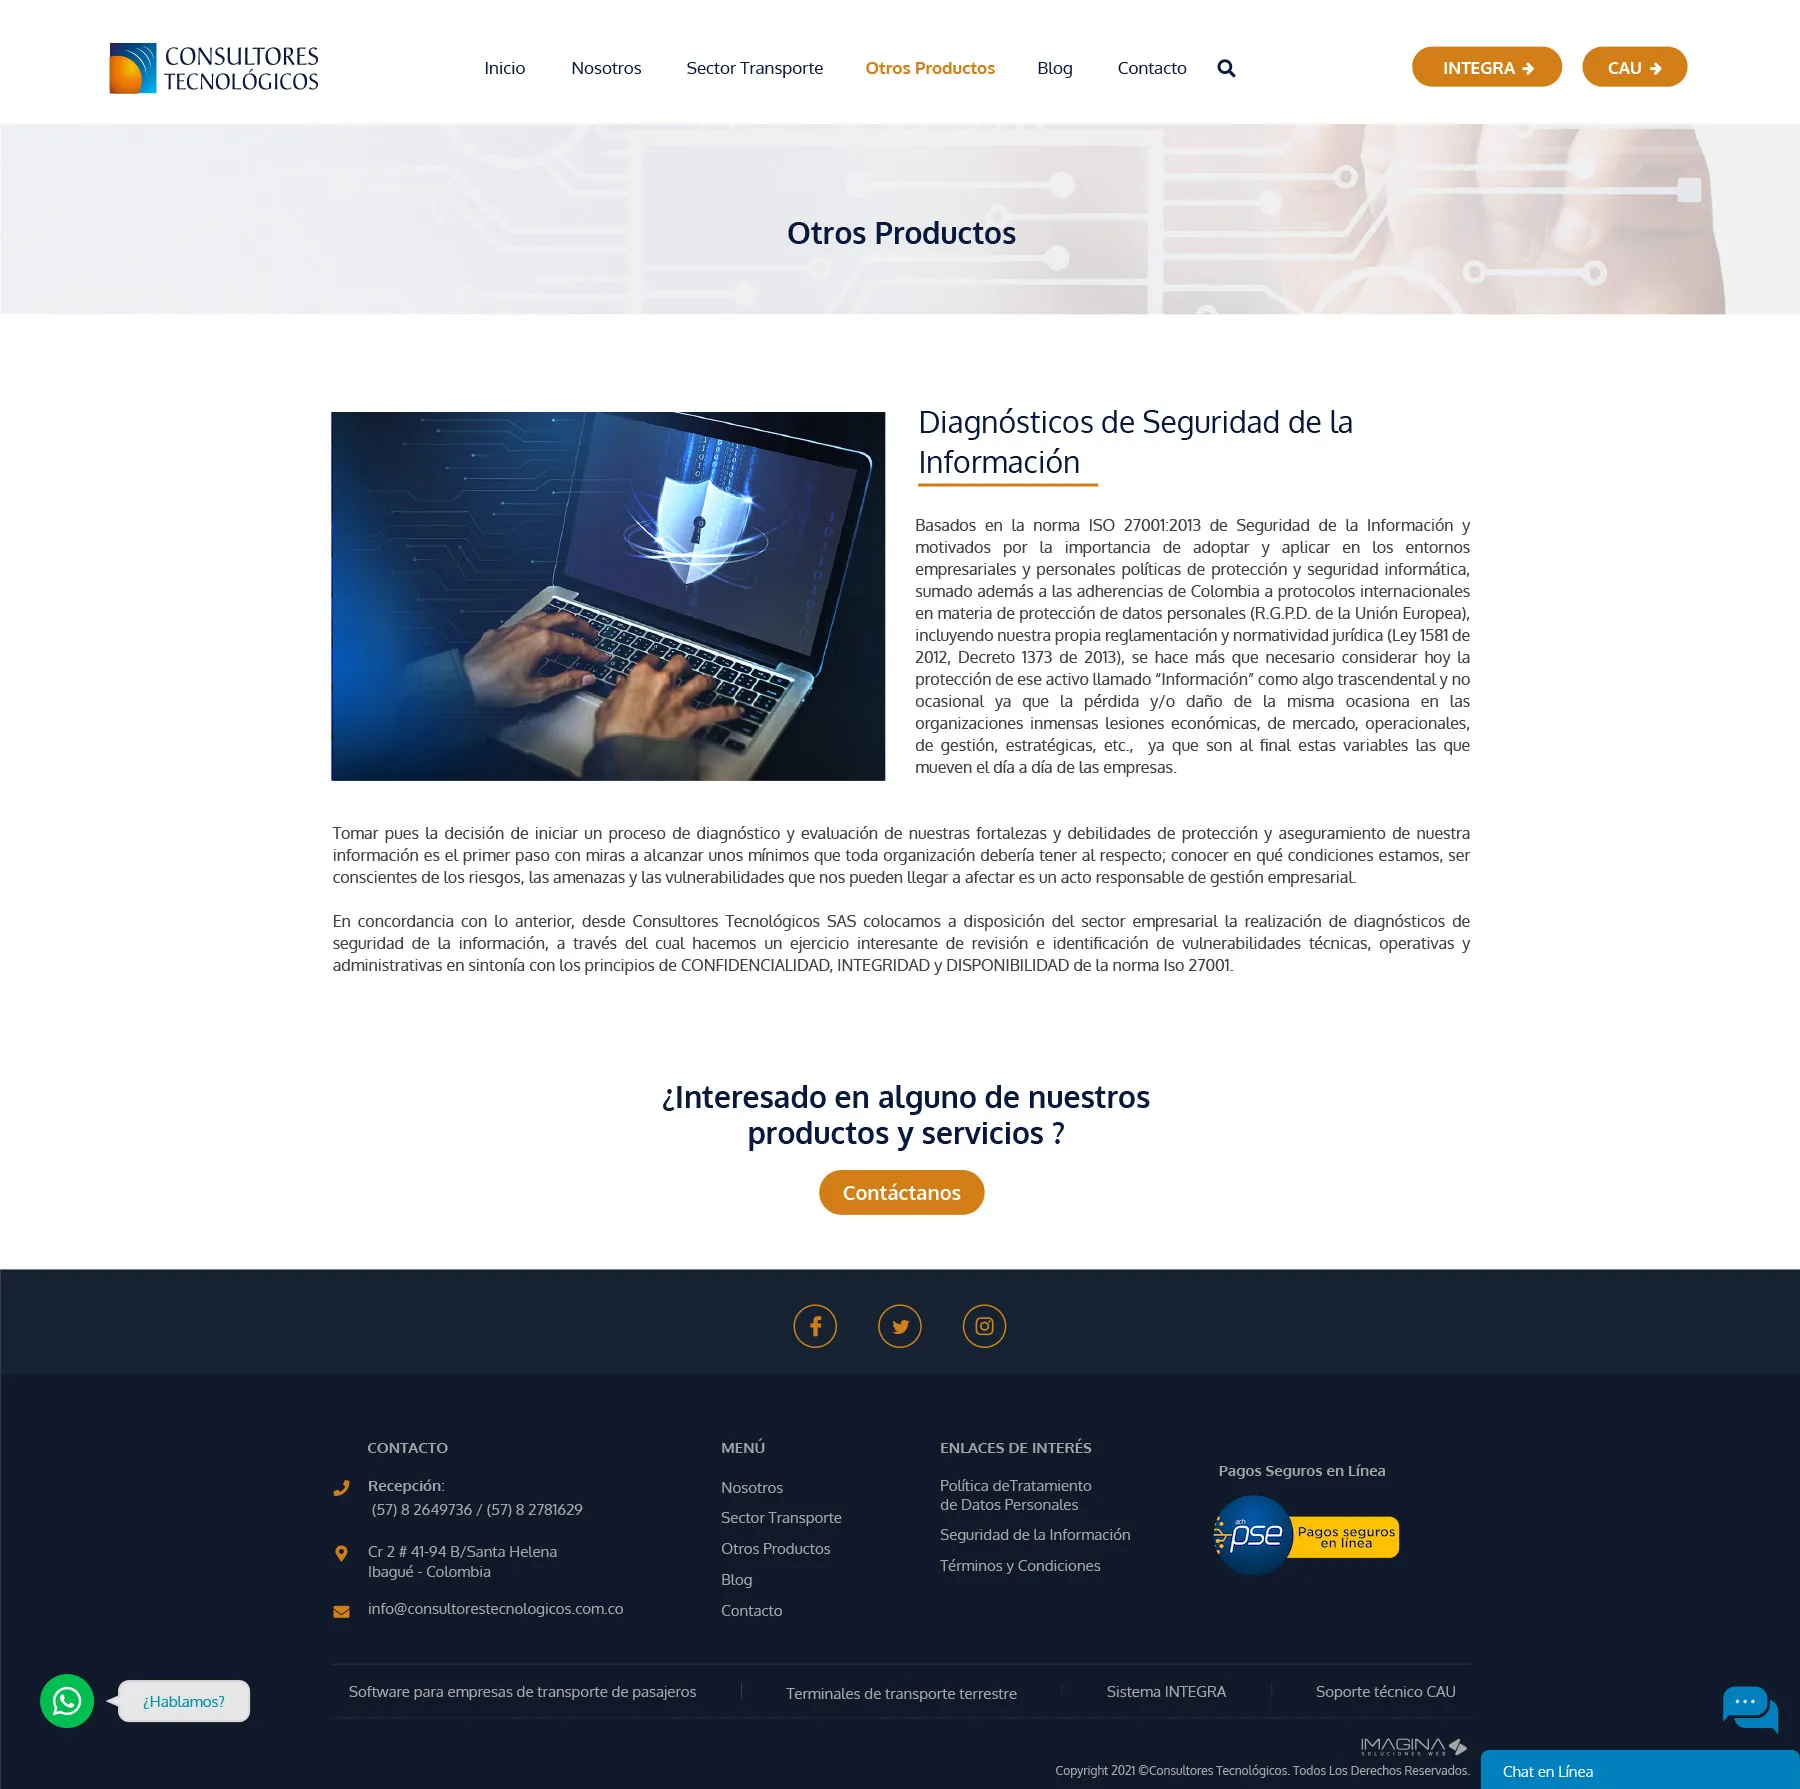 CONSULTORES
TECNOLÓGICOS
Inicio
Nosotros
Sector Transporte
Otros Productos
Blog
Contacto
INTEGRA
CAU
Otros Productos
Diagnósticos de Seguridad de la
Información
Basados en la norma ISO 27001:2013 de Seguridad de la Información y
motivados por la importancia de adoptar y aplicar en los entornos
empresariales y personales políticas de protección y seguridad informática,
sumado además a las adherencias de Colombia a protocolos internacionales
en materia de protección de datos personales (R.G.P.D. de la Unión Europea),
incluyendo nuestra propia reglamentación y normatividad jurídica (Ley 1581 de
2012, Decreto 1373 de 2013), se hace más que necesario considerar hoy la
protección de ese activo llamado “Información” como algo trascendental y no
ocasional ya que la pérdida y/o daño de la misma ocasiona en las
organizaciones inmensas lesiones económicas, de mercado, operacionales,
de gestión, estratégicas, etc., ya que son al final estas variables las que
mueven el día a día de las empresas.
Tomar pues la decisión de iniciar un proceso de diagnóstico y evaluación de nuestras fortalezas y debilidades de protección y aseguramiento de nuestra
información es el primer paso con miras a alcanzar unos mínimos que toda organización debería tener al respecto; conocer en qué condiciones estamos, ser
conscientes de los riesgos, las amenazas y las vulnerabilidades que nos pueden llegar a afectar es un acto responsable de gestión empresarial.
En concordancia con lo anterior, desde Consultores Tecnológicos SAS colocamos a disposición del sector empresarial la realización de diagnósticos de
seguridad de la información, a través del cual hacemos un ejercicio interesante de revisión e identificación de vulnerabilidades técnicas, operativas y
administrativas en sintonía con los principios de CONFIDENCIALIDAD, INTEGRIDAD y DISPONIBILIDAD de la norma Iso 27001.
¿Interesado en alguno de nuestros
productos y servicios ?
Contáctanos
CONTACTO
Recepción:
(57) 8 2649736 / (57) 8 2781629
Cr 2 # 41-94 B/Santa Helena
Ibagué - Colombia
info@consultorestecnologicos.com.co
MENÚ
Nosotros
Sector Transporte
Otros Productos
Blog
Contacto
ENLACES DE INTERÉS
Política deTratamiento
de Datos Personales
Seguridad de la Información
Términos y Condiciones
Pagos Seguros en Línea
ach
pse
Pagos seguros
en línea
¿Hablamos?
Software para empresas de transporte de pasajeros
Terminales de transporte terrestre
Sistema INTEGRA
Soporte técnico CAU
IMAGINA
SOLUCIONES WEB
Copyright 2021 ©Consultores Tecnológicos. Todos Los Derechos Reservados.
Chat en Línea